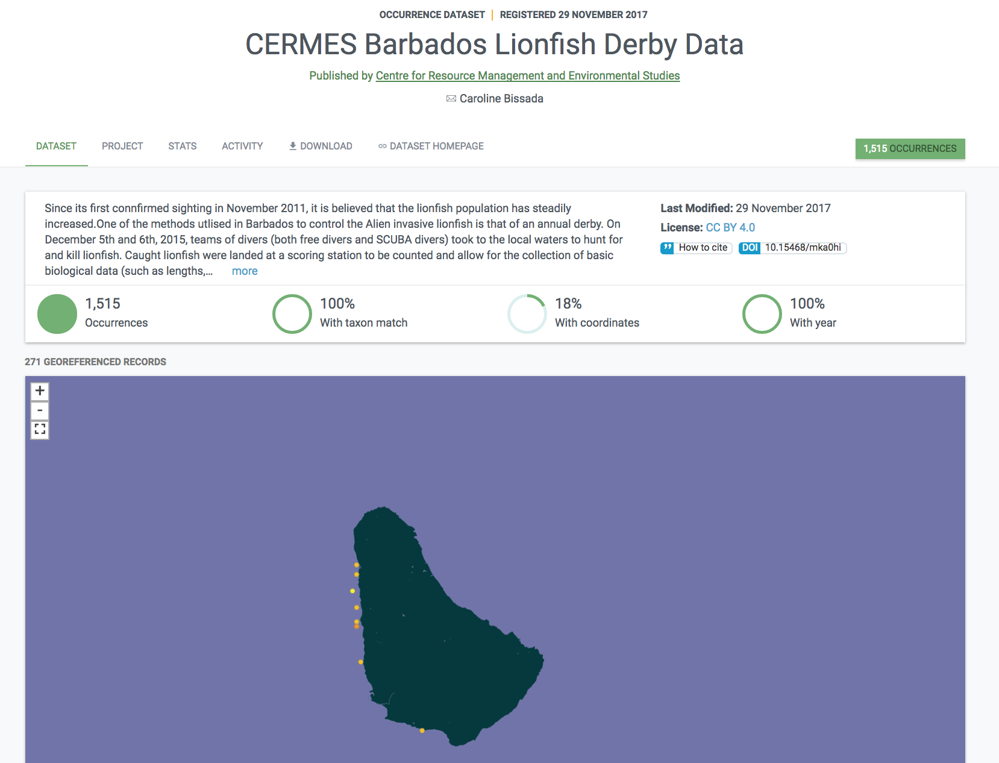 OCCURRENCE DATASET | REGISTERED 29 NOVEMBER 2017
CERMES Barbados Lionfish Derby Data
Published by Centre for Resource Management and Environmental Studies
Caroline Bissada
DATASET PROJECT STATS ACTIVITY DOWNLOAD DATASET HOMEPAGE
1,515 OCCURRENCES
Since its first connfirmed sighting in November 2011, it is believed that the lionfish population has steadily
increased.One of the methods utlised in Barbados to control the Alien invasive lionfish is that of an annual derby. On
December 5th and 6th, 2015, teams of divers (both free divers and SCUBA divers) took to the local waters to hunt for
and kill lionfish. Caught lionfish were landed at a scoring station to be counted and allow for the collection of basic
biological data (such as lengths,... more
Last Modified: 29 November 2017
License: CC BY 4.0
” How to cite DOI 10.15468/mka0hi
1,515
Occurrences
100%
With taxon match
18%
With coordinates
100%
With year
271 GEOREFERENCED RECORDS
+
-